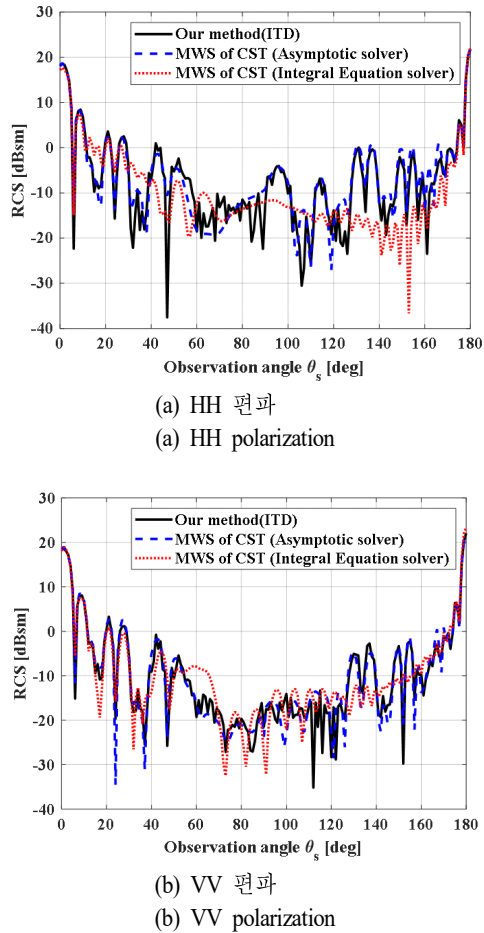 30
20
10
0
-10
-20
-30
-40
RCS [dBsm]
Our method(ITD)
MWS of CST (Asymptotic solver)
MWS of CST (Integral Equation solver)
0 20 40 60 80 100 120 140 160 180
Observation angle θs [deg]
(a) HH 편파
(a) HH polarization
30
20
10
0
-10
-20
-30
-40
RCS [dBsm]
Our method(ITD)
MWS of CST (Asymptotic solver)
MWS of CST (Integral Equation solver)
0 20 40 60 80 100 120 140 160 180
Observation angle θs [deg]
(b) VV 편파
(b) VV polarization